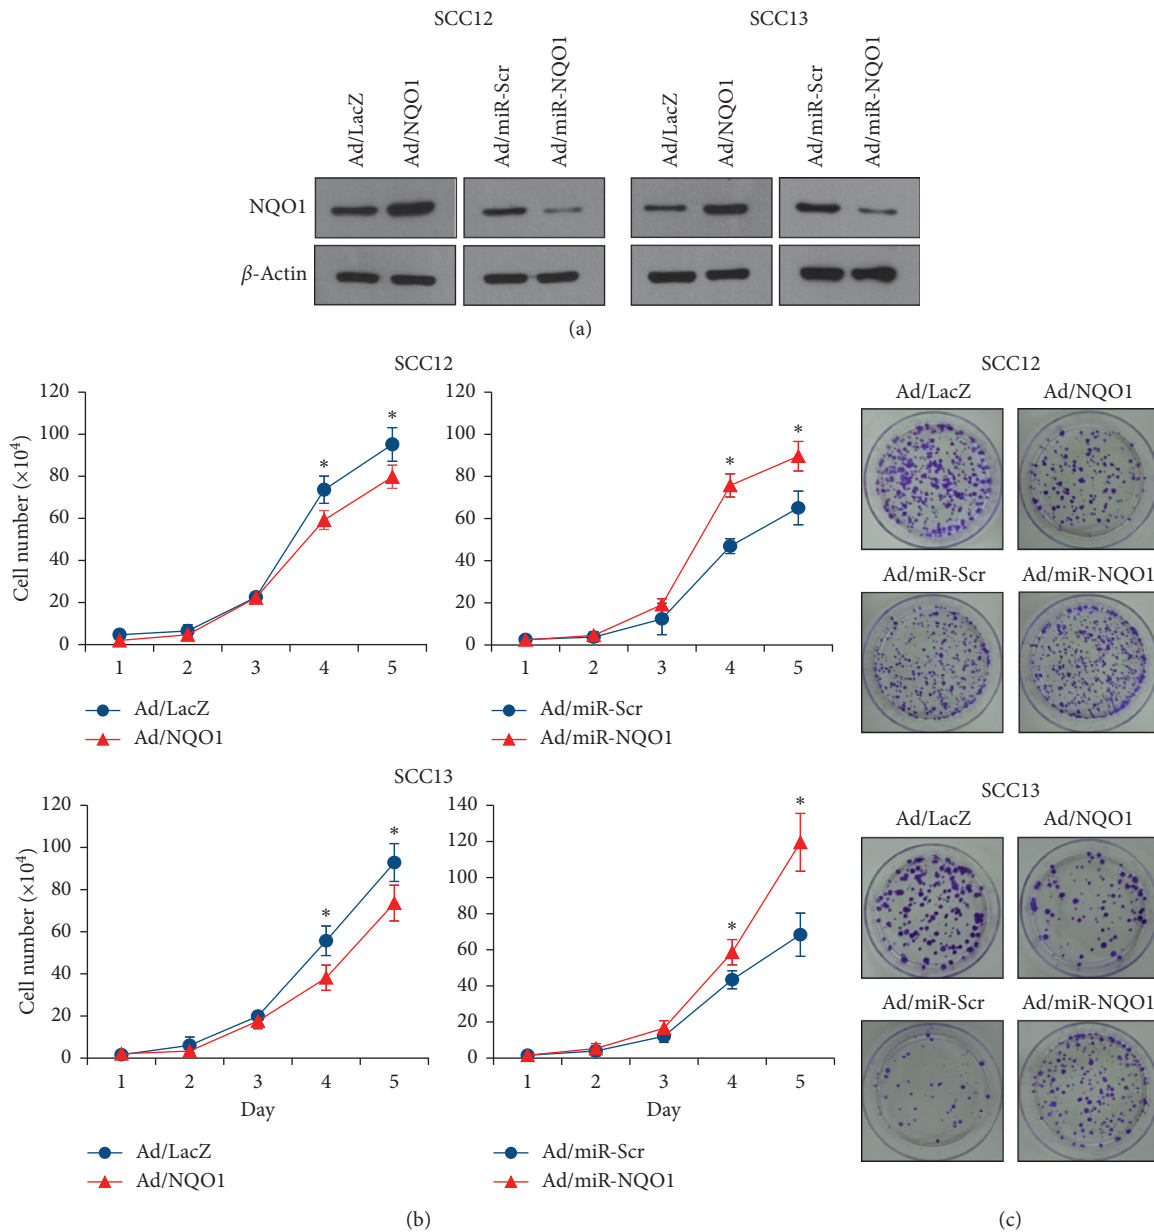 SCC12 SCC13
Ad/LacZ Ad/NQO1 Ad/miR-Scr Ad/miR-NQO1 Ad/LacZ Ad/NQO1 Ad/miR-Scr Ad/miR-NQO1
NQO1
β-Actin
(a)
SCC12
120
100
80
60
40
20
0
Cell number (×10⁴)
* *
1 2 3 4 5
Ad/LacZ
Ad/NQO1
120
100
80
60
40
20
0
* *
1 2 3 4 5
Ad/miR-Scr
Ad/miR-NQO1
SCC13
120
100
80
60
40
20
0
Cell number (×10⁴)
* *
1 2 3 4 5
Day
Ad/LacZ
Ad/NQO1
140
120
100
80
60
40
20
0
* *
1 2 3 4 5
Day
Ad/miR-Scr
Ad/miR-NQO1
(b)
SCC12
Ad/LacZ Ad/NQO1
Ad/miR-Scr Ad/miR-NQO1
SCC13
Ad/LacZ Ad/NQO1
Ad/miR-Scr Ad/miR-NQO1
(c)